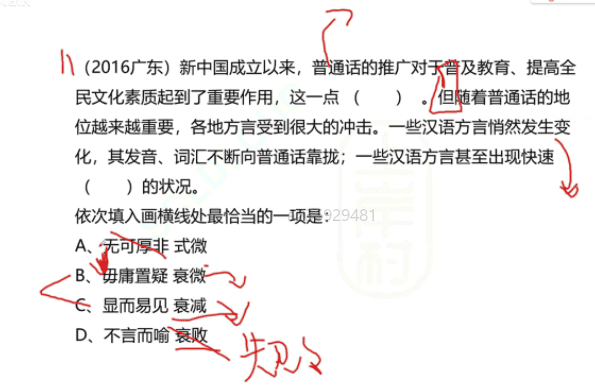 11（2016广东）新中国成立以来，普通话的推广对于普及教育、提高全
民文化素质起到了重要作用，这一点（　　）。但随着普通话的地
位越来越重要，各地方言受到很大的冲击。一些汉语方言悄然发生变
化，其发音、词汇不断向普通话靠拢；一些汉语方言甚至出现快速
（　　）的状况。
依次填入画横线处最恰当的一项是：
929481
A、无可厚非 式微
B、毋庸置疑 衰微
C、显而易见 衰减
D、不言而喻 衰败